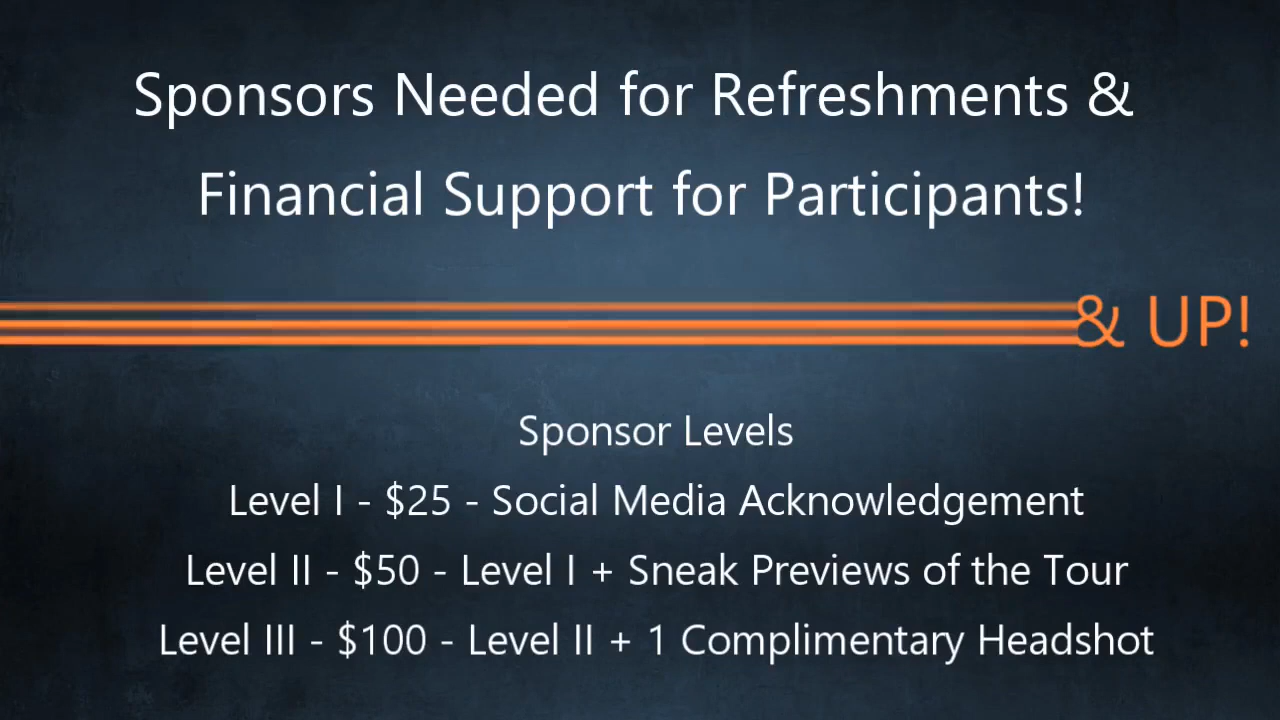 Sponsors Needed for Refreshments &
Financial Support for Participants!
& UP!
Sponsor Levels
Level I - $25 - Social Media Acknowledgement
Level II - $50 - Level I + Sneak Previews of the Tour
Level III - $100 - Level II + 1 Complimentary Headshot